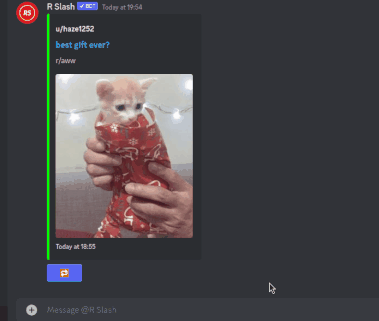 RS
R Slash ✓ BOT Today at 19:54
u/haze1252
best gift ever?
r/aww
Today at 18:55
Message @R Slash